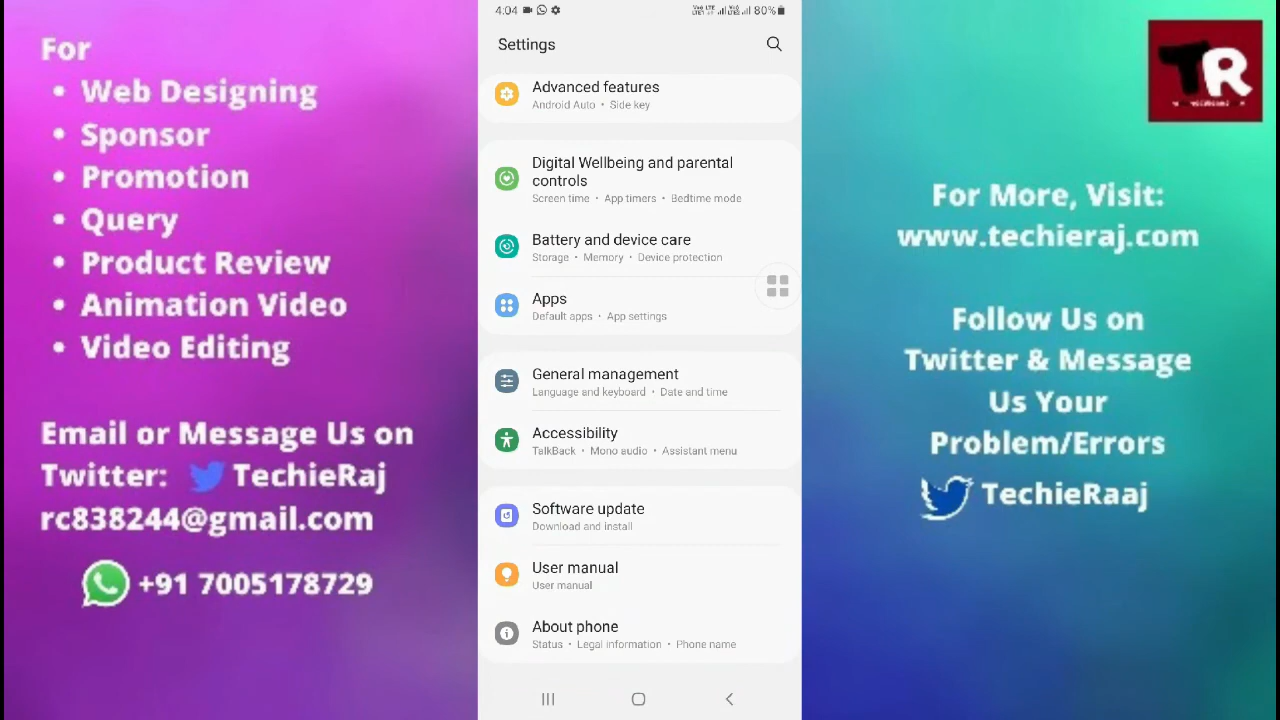 For
• Web Designing
• Sponsor
• Promotion
• Query
• Product Review
• Animation Video
• Video Editing
Email or Message Us on
Twitter: TechieRaj
rc838244@gmail.com
+91 7005178729
4:04
80%
Settings
Advanced features
Android Auto • Side key
Digital Wellbeing and parental
controls
Screen time • App timers • Bedtime mode
Battery and device care
Storage • Memory • Device protection
Apps
Default apps • App settings
General management
Language and keyboard • Date and time
Accessibility
TalkBack • Mono audio • Assistant menu
Software update
Download and install
User manual
User manual
About phone
Status • Legal information • Phone name
TR
For More, Visit:
www.techieraj.com
Follow Us on
Twitter & Message
Us Your
Problem/Errors
TechieRaaj